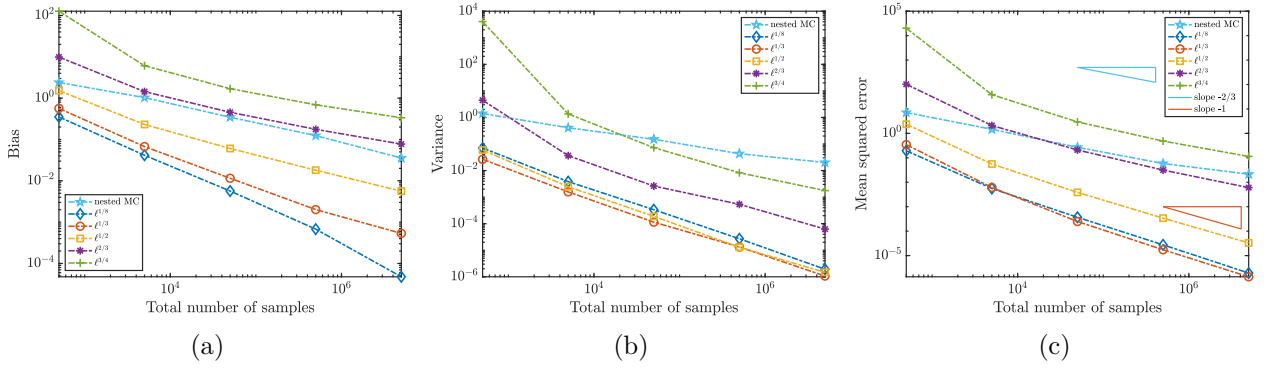 10^2
10^0
10^-2
10^-4
Bias
nested MC
ℓ^1/8
ℓ^1/3
ℓ^1/2
ℓ^2/3
ℓ^3/4
10^4
10^6
Total number of samples
(a)
10^4
10^2
10^0
10^-2
10^-4
10^-6
Variance
nested MC
ℓ^1/8
ℓ^1/3
ℓ^1/2
ℓ^2/3
ℓ^3/4
10^4
10^6
Total number of samples
(b)
10^5
10^0
10^-5
Mean squared error
nested MC
ℓ^1/8
ℓ^1/3
ℓ^1/2
ℓ^2/3
ℓ^3/4
slope -2/3
slope -1
10^4
10^6
Total number of samples
(c)